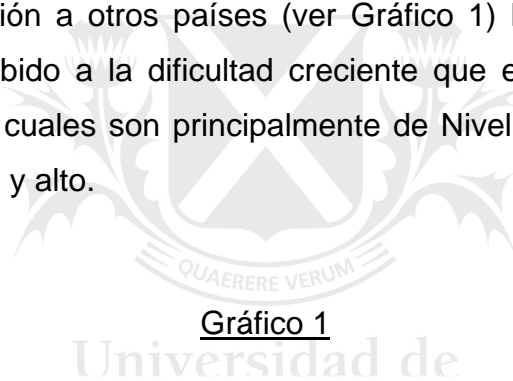 ión a otros países (ver Gráfico 1)
bido a la dificultad creciente que e
cuales son principalmente de Nivel
y alto.
QUAERERE VERUM
Gráfico 1
Universidad de